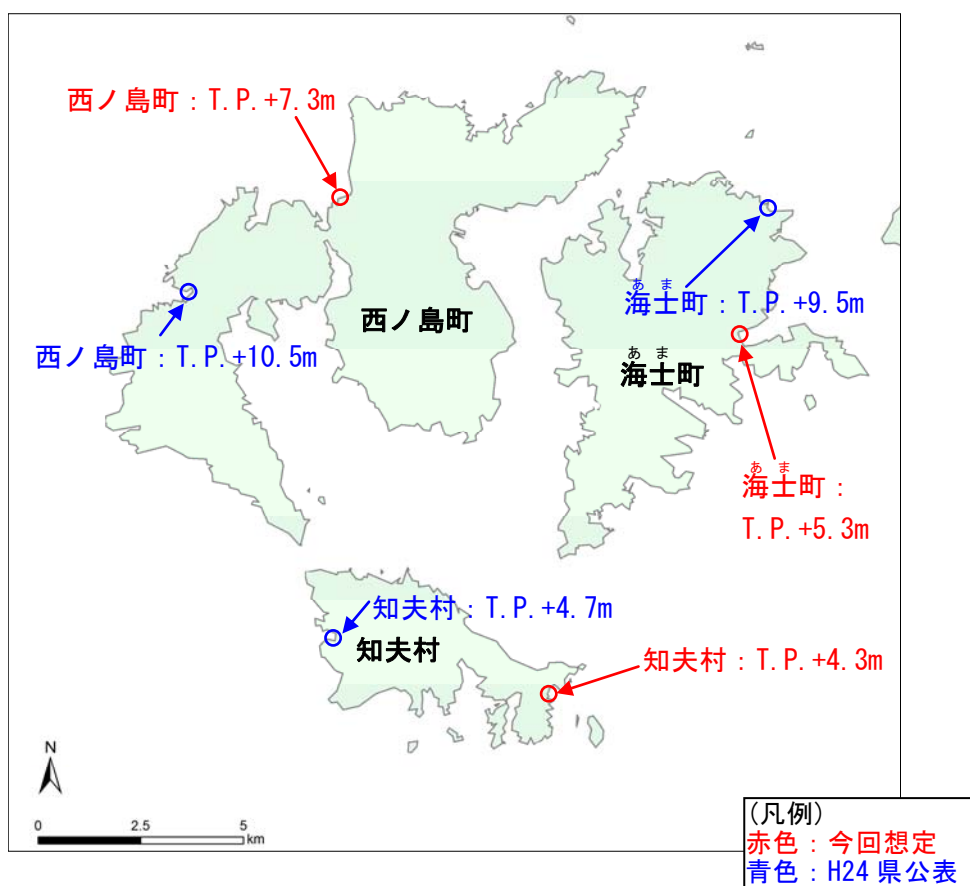 西ノ島町：T.P.+7.3m
海士町：T.P.+9.5m
あま
西ノ島町
西ノ島町：T.P.+10.5m
あま
海士町
あま
海士町：
T.P.+5.3m
知夫村：T.P.+4.7m
知夫村
知夫村：T.P.+4.3m
N
0 2.5 5
km
(凡例)
赤色：今回想定
青色：H24 県公表